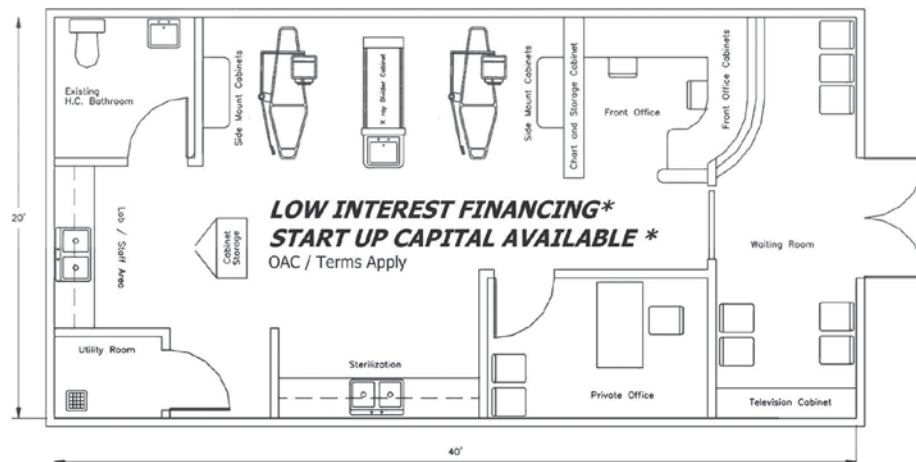 Existing
H.C. Bathroom
Side Mount Cabinets
X ray Divider Cabinet
Side Mount Cabinets
Chart and Storage Cabinet
Front Office
Front Office Cabinets
20'
Lab / Staff Area
Cabinet
Storage
LOW INTEREST FINANCING*
START UP CAPITAL AVAILABLE *
OAC / Terms Apply
Waiting Room
Utility Room
Sterilization
Private Office
Television Cabinet
40'